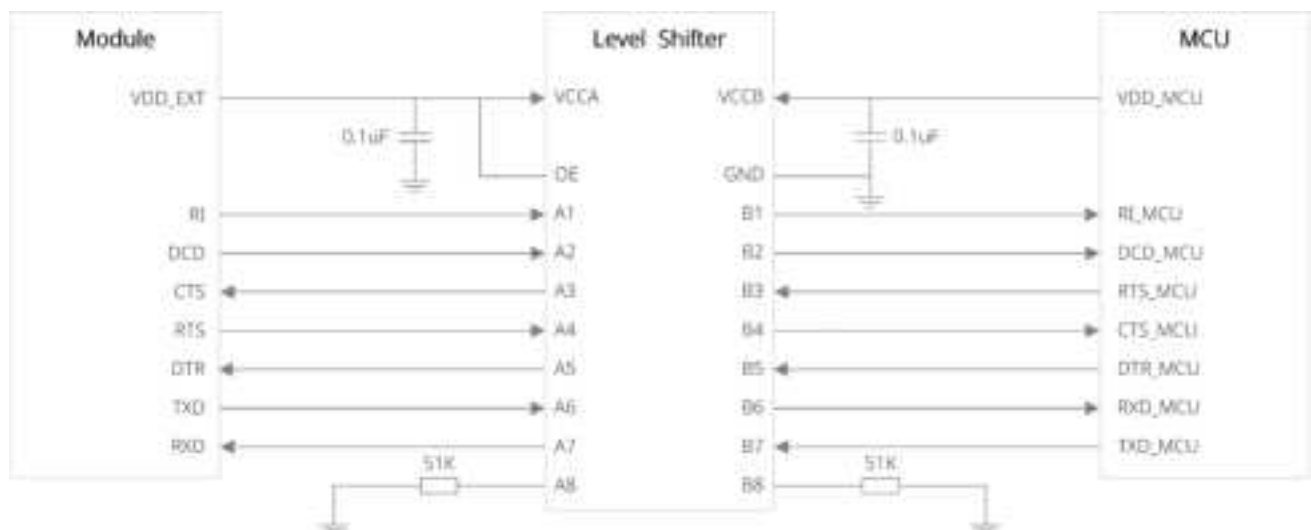 Module Level Shifter MCU
VDD_EXT VCCA VCCB VDD_MCU
0.1uF 0.1uF
OE GND
RI A1 B1 RI_MCU
DCD A2 B2 DCD_MCU
CTS A3 B3 RTS_MCU
RTS A4 B4 CTS_MCU
DTR A5 B5 DTR_MCU
TXD A6 B6 RXD_MCU
RXD A7 B7 TXD_MCU
51K 51K
A8 B8